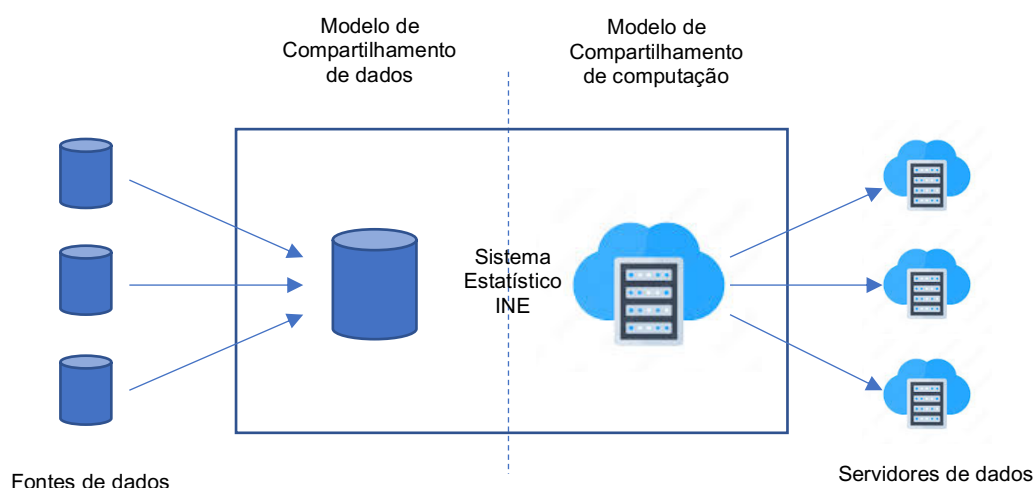 Modelo de
Compartilhamento
de dados
Modelo de
Compartilhamento
de computação
Sistema
Estatístico
INE
Fontes de dados
Servidores de dados